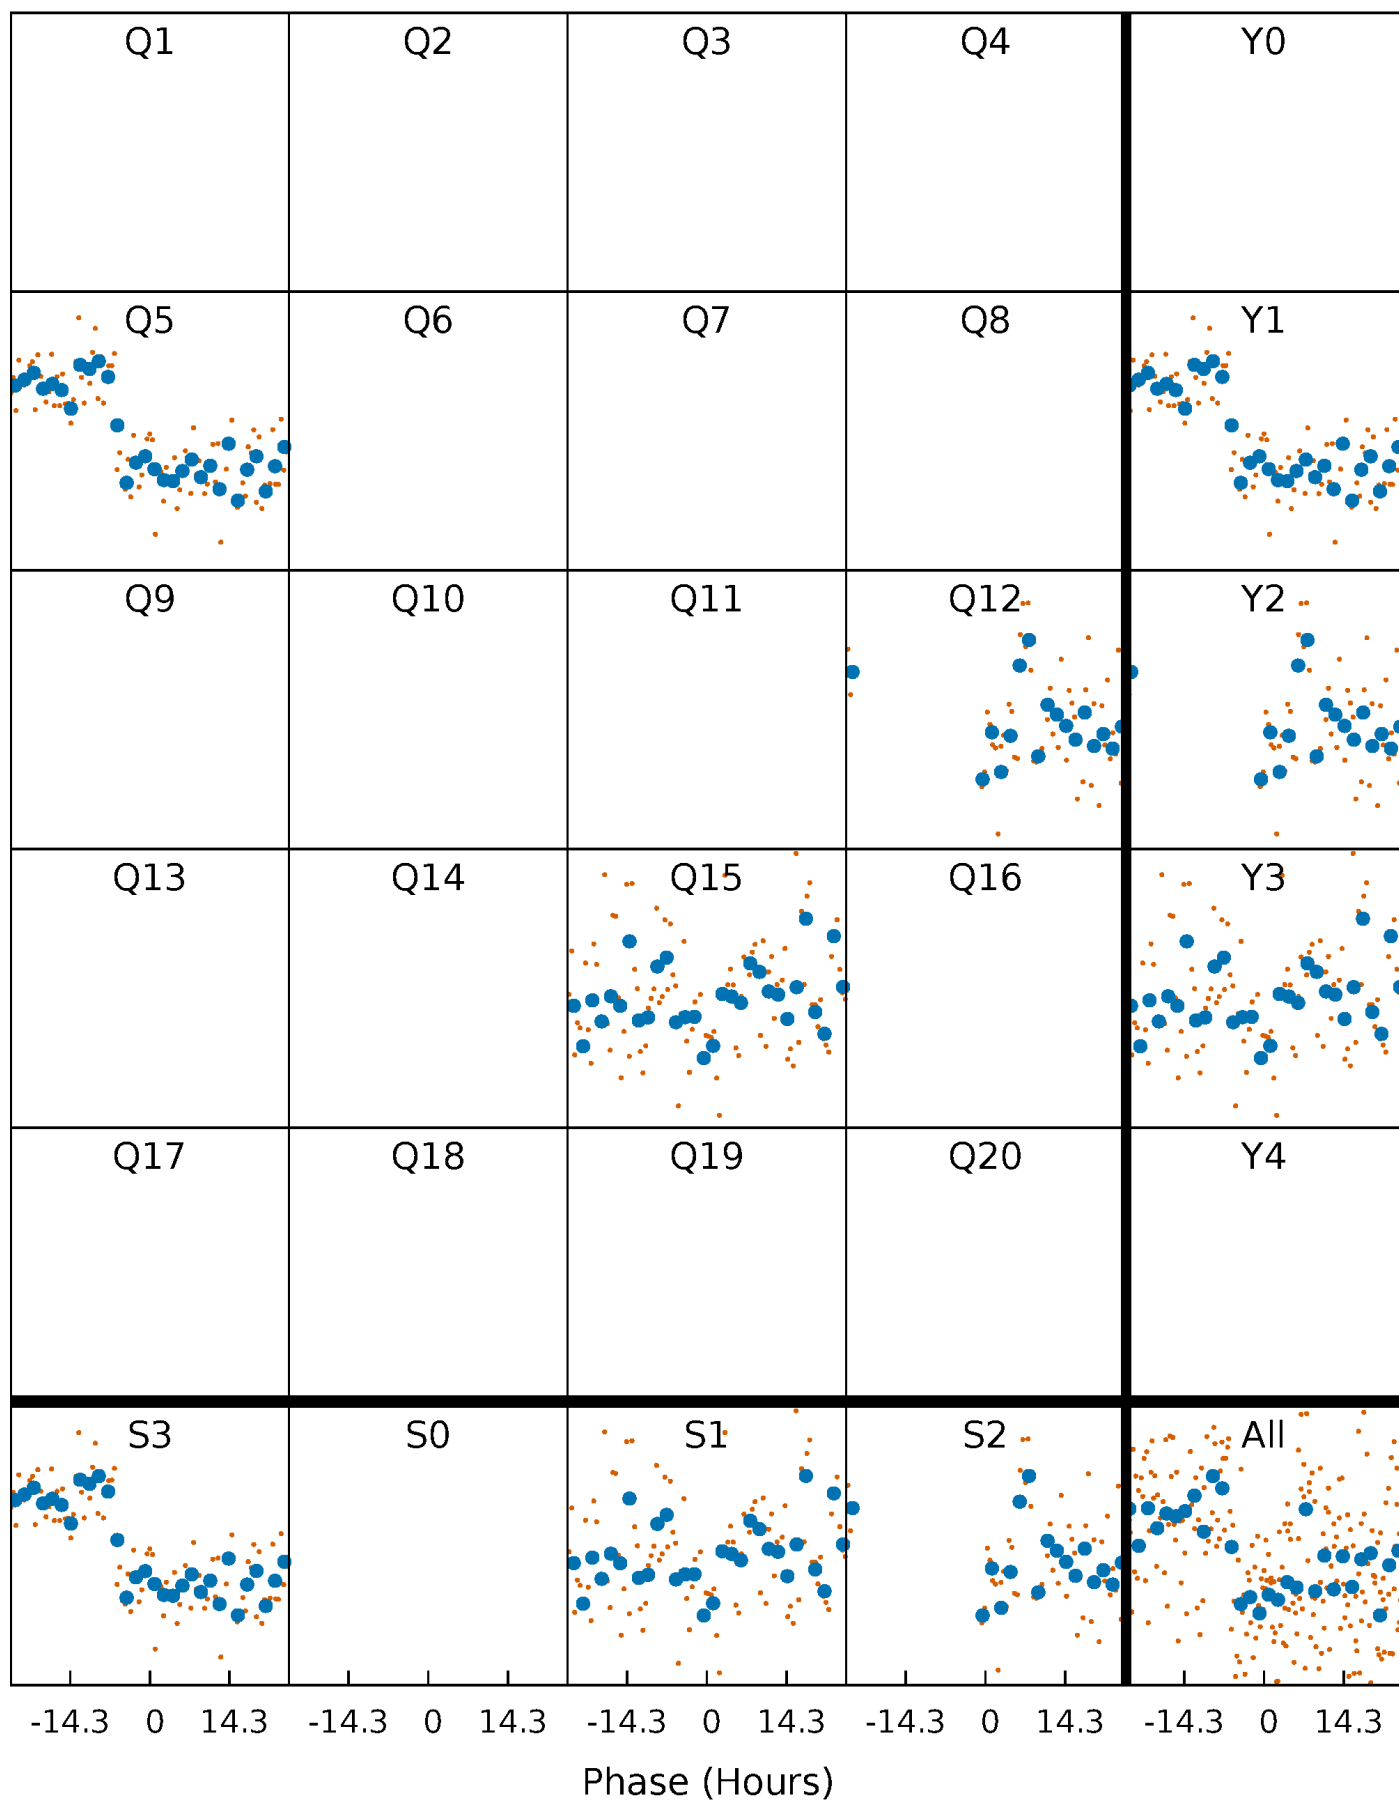 Q1 Q2 Q3 Q4 Y0
Q5 Q6 Q7 Q8 Y1
Q9 Q10 Q11 Q12 Y2
Q13 Q14 Q15 Q16 Y3
Q17 Q18 Q19 Q20 Y4
S3 S0 S1 S2 All
-14.3 0 14.3 -14.3 0 14.3 -14.3 0 14.3 -14.3 0 14.3 -14.3 0 14.3
Phase (Hours)